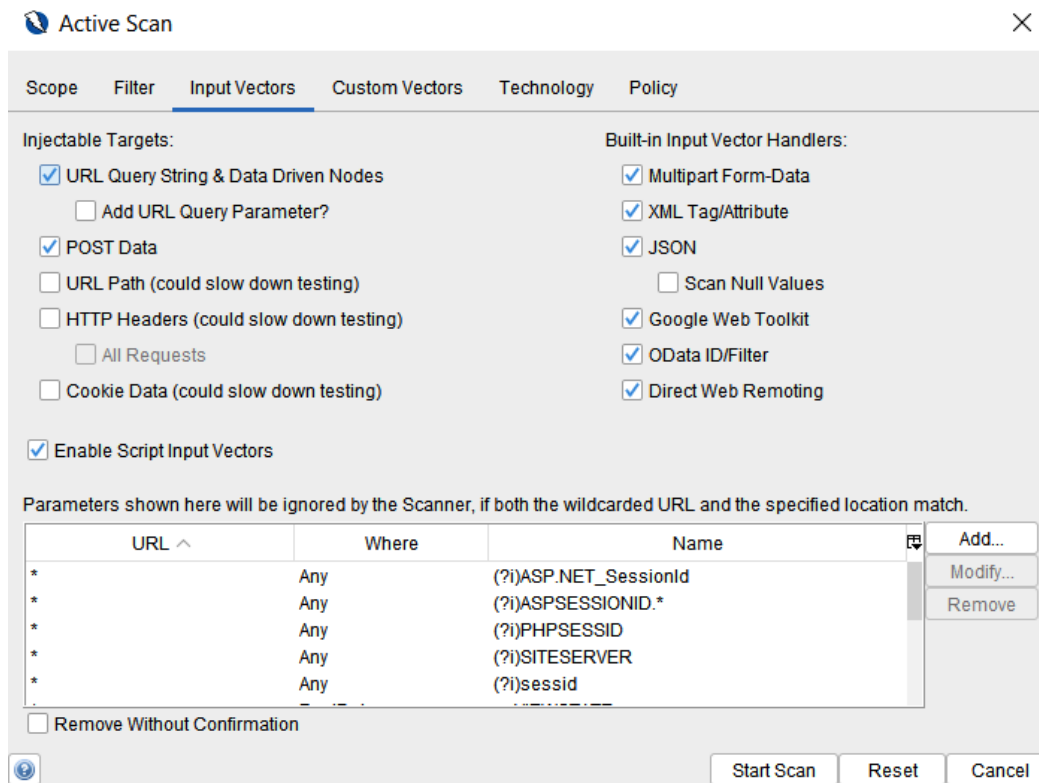 Active Scan
Scope Filter Input Vectors Custom Vectors Technology Policy
Injectable Targets:
URL Query String & Data Driven Nodes
Add URL Query Parameter?
POST Data
URL Path (could slow down testing)
HTTP Headers (could slow down testing)
All Requests
Cookie Data (could slow down testing)
Built-in Input Vector Handlers:
Multipart Form-Data
XML Tag/Attribute
JSON
Scan Null Values
Google Web Toolkit
OData ID/Filter
Direct Web Remoting
Enable Script Input Vectors
Parameters shown here will be ignored by the Scanner, if both the wildcarded URL and the specified location match.
URL Where Name
* Any (?i)ASP.NET_SessionId
* Any (?i)ASPSESSIONID.*
* Any (?i)PHPSESSID
* Any (?i)SITESERVER
* Any (?i)sessid
Add...
Modify...
Remove
Remove Without Confirmation
Start Scan Reset Cancel